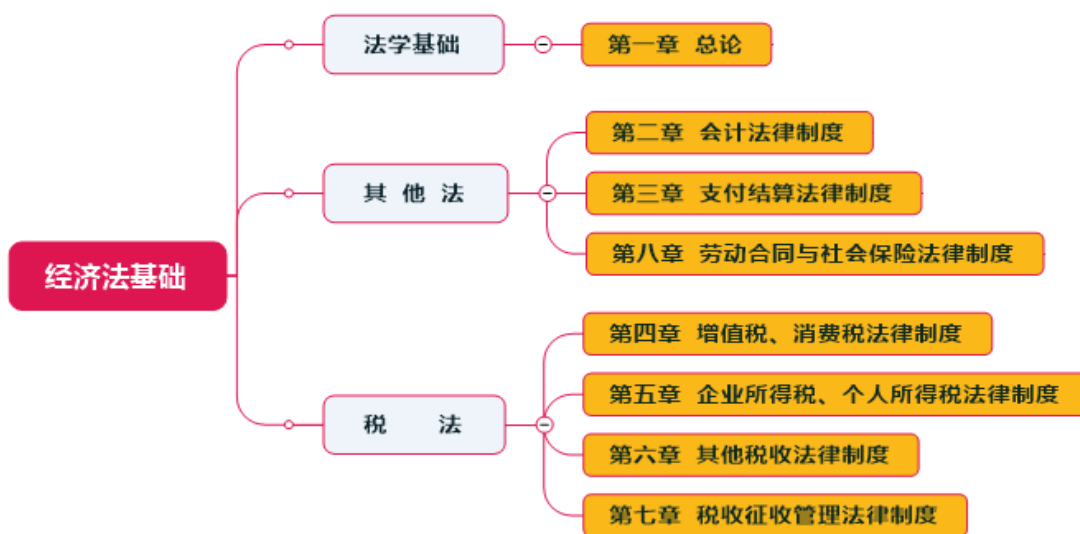 法学基础
第一章 总论
第二章 会计法律制度
其 他 法
第三章 支付结算法律制度
第八章 劳动合同与社会保险法律制度
经济法基础
第四章 增值税、消费税法律制度
第五章 企业所得税、个人所得税法律制度
税 法
第六章 其他税收法律制度
第七章 税收征收管理法律制度